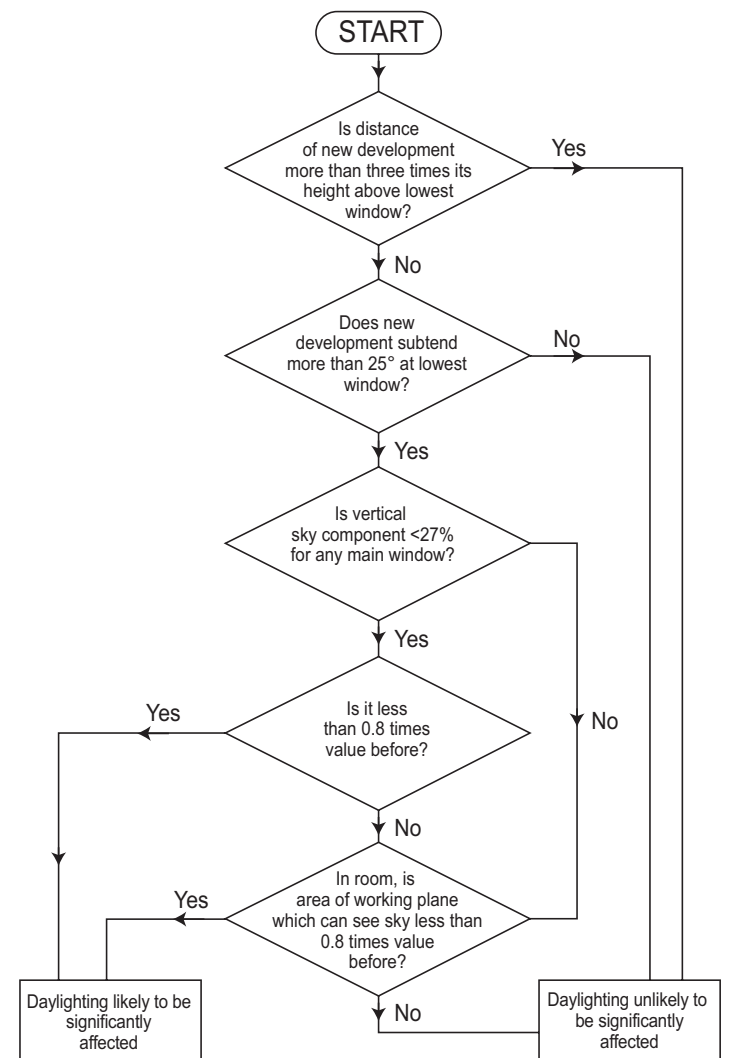 START
Is distance
of new development
more than three times its
height above lowest
window?
Yes
No
Does new
development subtend
more than 25° at lowest
window?
No
Yes
Is vertical
sky component <27%
for any main window?
Yes
No
Is it less
than 0.8 times
value before?
Yes
No
In room, is
area of working plane
which can see sky less than
0.8 times value
before?
Yes
No
Daylighting likely to be
significantly
affected
Daylighting unlikely to
be significantly
affected